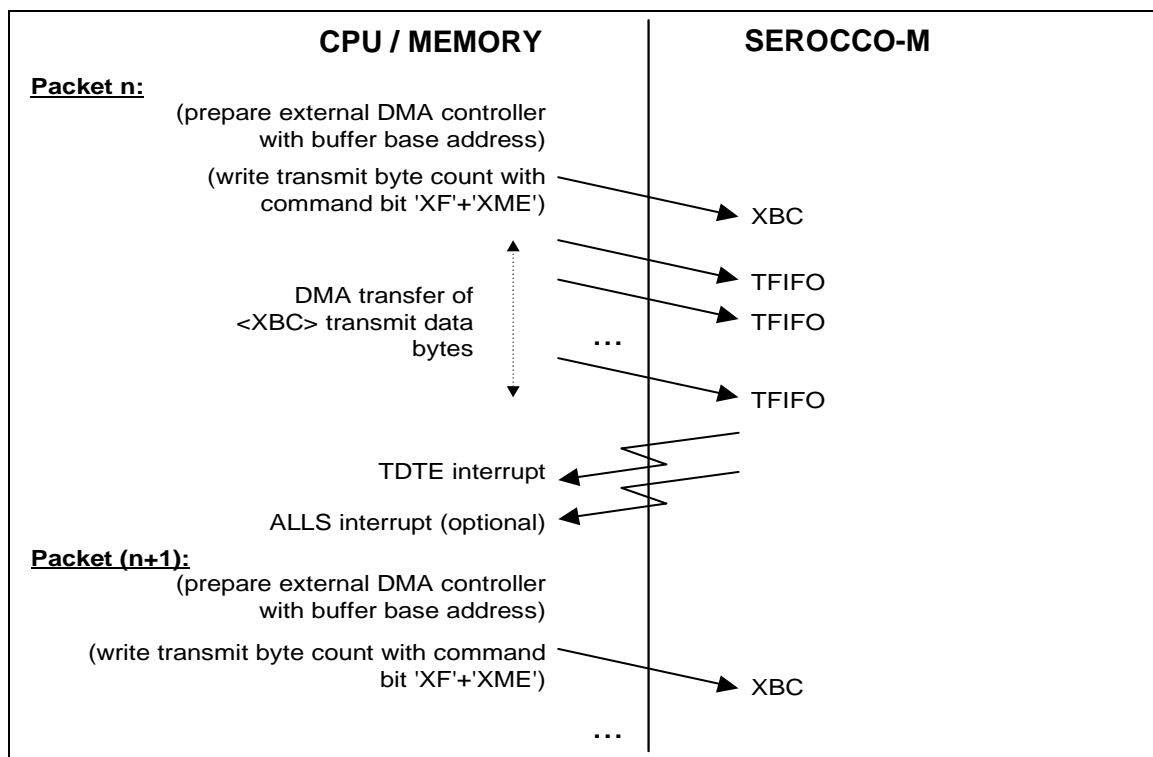 CPU / MEMORY
SEROCCO-M
Packet n:
(prepare external DMA controller
with buffer base address)
(write transmit byte count with
command bit 'XF'+'XME')
XBC
TFIFO
DMA transfer of
<XBC> transmit data
bytes
TFIFO
...
TFIFO
TDTE interrupt
ALLS interrupt (optional)
Packet (n+1):
(prepare external DMA controller
with buffer base address)
(write transmit byte count with command
bit 'XF'+'XME')
XBC
...